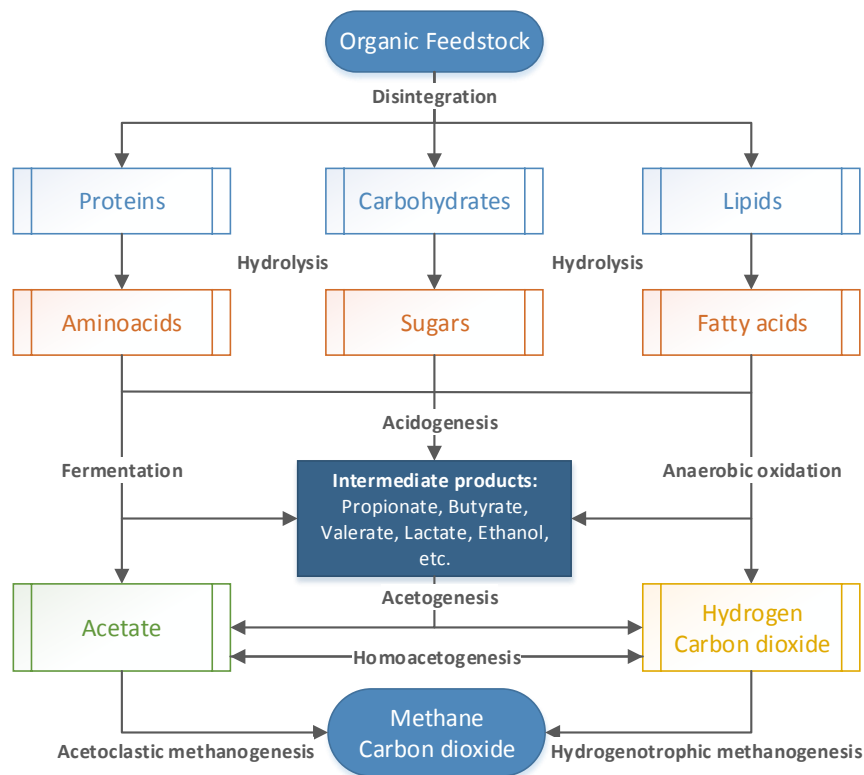 Organic Feedstock
Disintegration
Proteins
Carbohydrates
Lipids
Hydrolysis
Hydrolysis
Aminoacids
Sugars
Fatty acids
Acidogenesis
Fermentation
Anaerobic oxidation
Intermediate products:
Propionate, Butyrate,
Valerate, Lactate, Ethanol,
etc.
Acetogenesis
Acetate
Hydrogen
Carbon dioxide
Homoacetogenesis
Methane
Carbon dioxide
Acetoclastic methanogenesis
Hydrogenotrophic methanogenesis